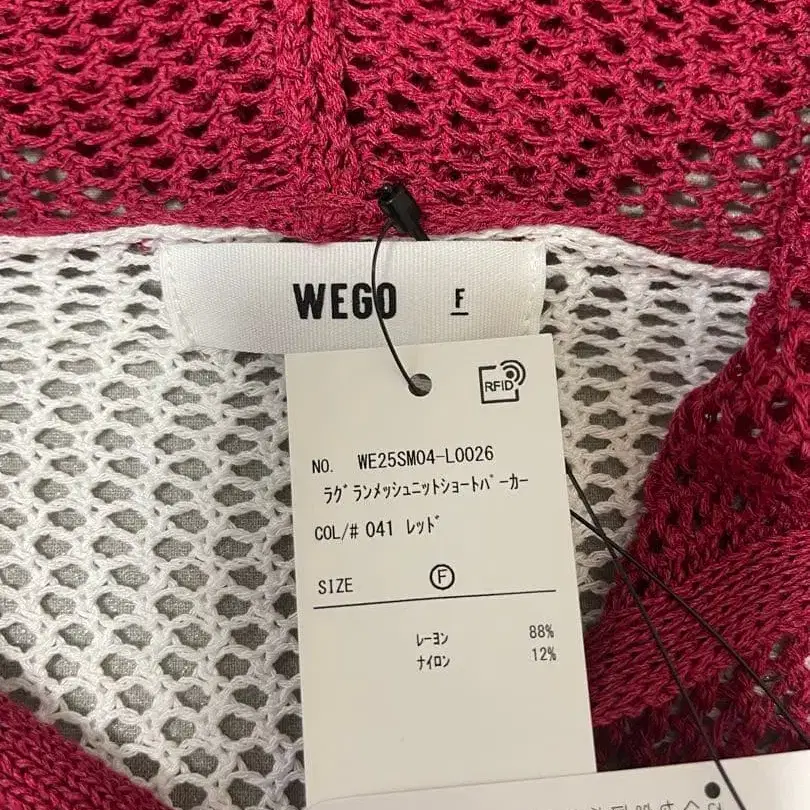 WEGO F
RFID
NO. WE25SM04-L0026
ﾗｸﾞﾗﾝﾒｯｼｭﾆｯﾄｼｮｰﾄﾊﾟｰｶｰ
COL/# 041 ﾚｯﾄﾞ
SIZE Ⓕ
ﾚｰﾖﾝ 88%
ﾅｲﾛﾝ 12%